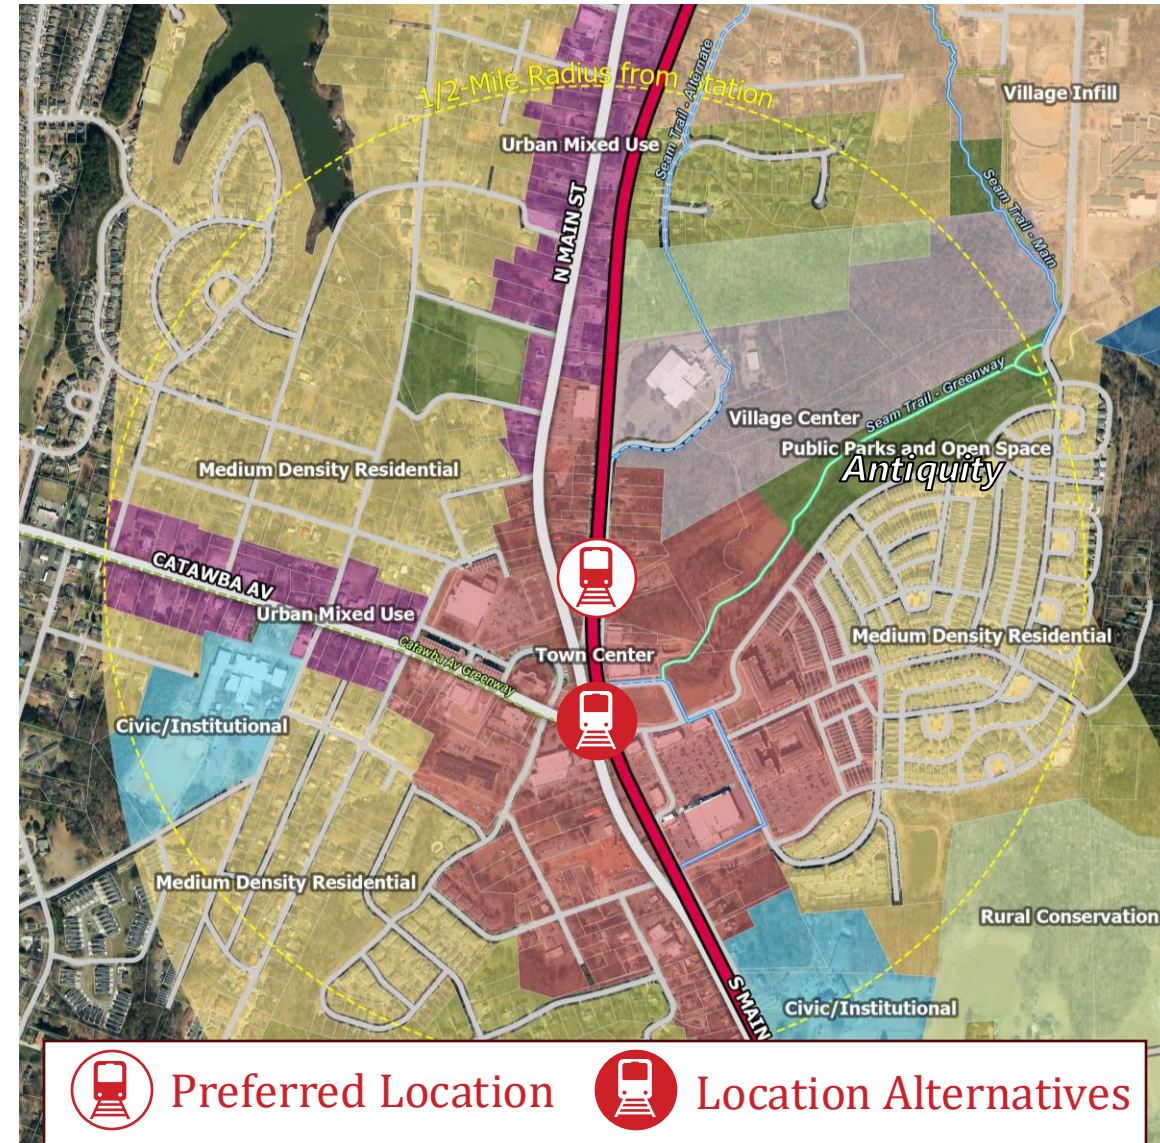 1/2-Mile Radius from Station
Village Infill
Urban Mixed Use
Seam Trail - Alternate
Seam Trail - Main
N MAIN ST
Seam Trail - Greenway
Village Center
Public Parks and Open Space
Antiquity
Medium Density Residential
CATAWBA AV
Urban Mixed Use
Catawba Av Greenway
Medium Density Residential
Town Center
Civic/Institutional
Medium Density Residential
Rural Conservation
S MAIN
Civic/Institutional
Preferred Location
Location Alternatives